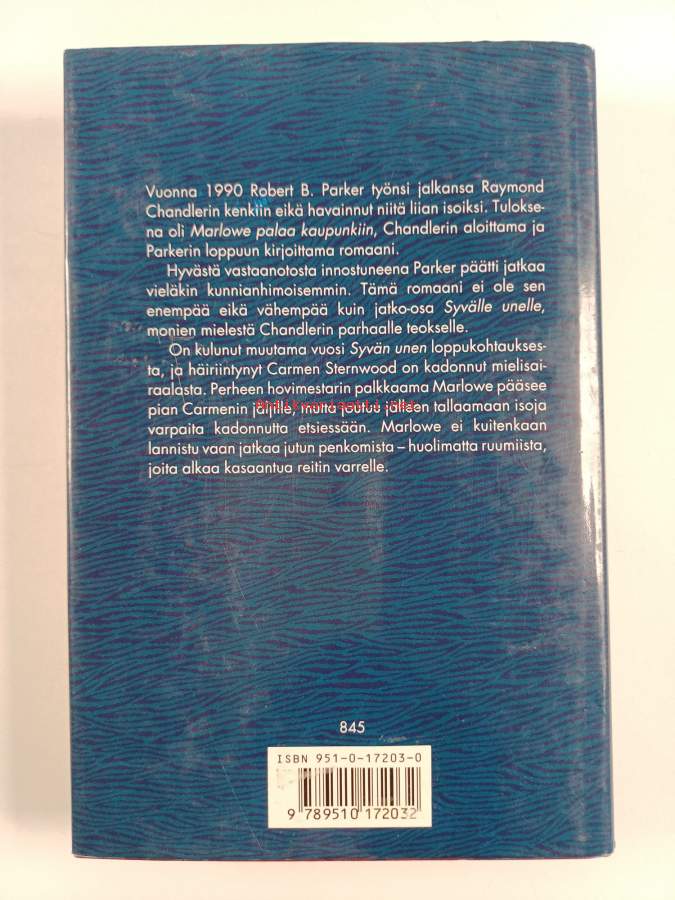 Vuonna 1990 Robert B. Parker työnsi jalkansa Raymond
Chandlerin kenkiin eikä havainnut niitä liian isoiksi. Tulokse-
na oli Marlowe palaa kaupunkiin, Chandlerin aloittama ja
Parkerin loppuun kirjoittama romaani.
Hyvästä vastaanotosta innostuneena Parker päätti jatkaa
vieläkin kunnianhimoisemmin. Tämä romaani ei ole sen
enempää eikä vähempää kuin jatko-osa Syvälle unelle,
monien mielestä Chandlerin parhaalle teokselle.
On kulunut muutama vuosi Syvän unen loppukohtaukses-
ta, ja häiriintynyt Carmen Sternwood on kadonnut mielisai-
raalasta. Perheen hovimestarin palkkaama Marlowe pääsee
pian Carmenin jäljille, mutta joutuu jälleen tallaamaan isoja
varpaita kadonnutta etsiessään. Marlowe ei kuitenkaan
lannistu vaan jatkaa jutun penkomista – huolimatta ruumiista,
joita alkaa kasaantua reitin varrelle.
Antikvariaatti.net
845
ISBN 951-0-17203-0
9 789510 172032